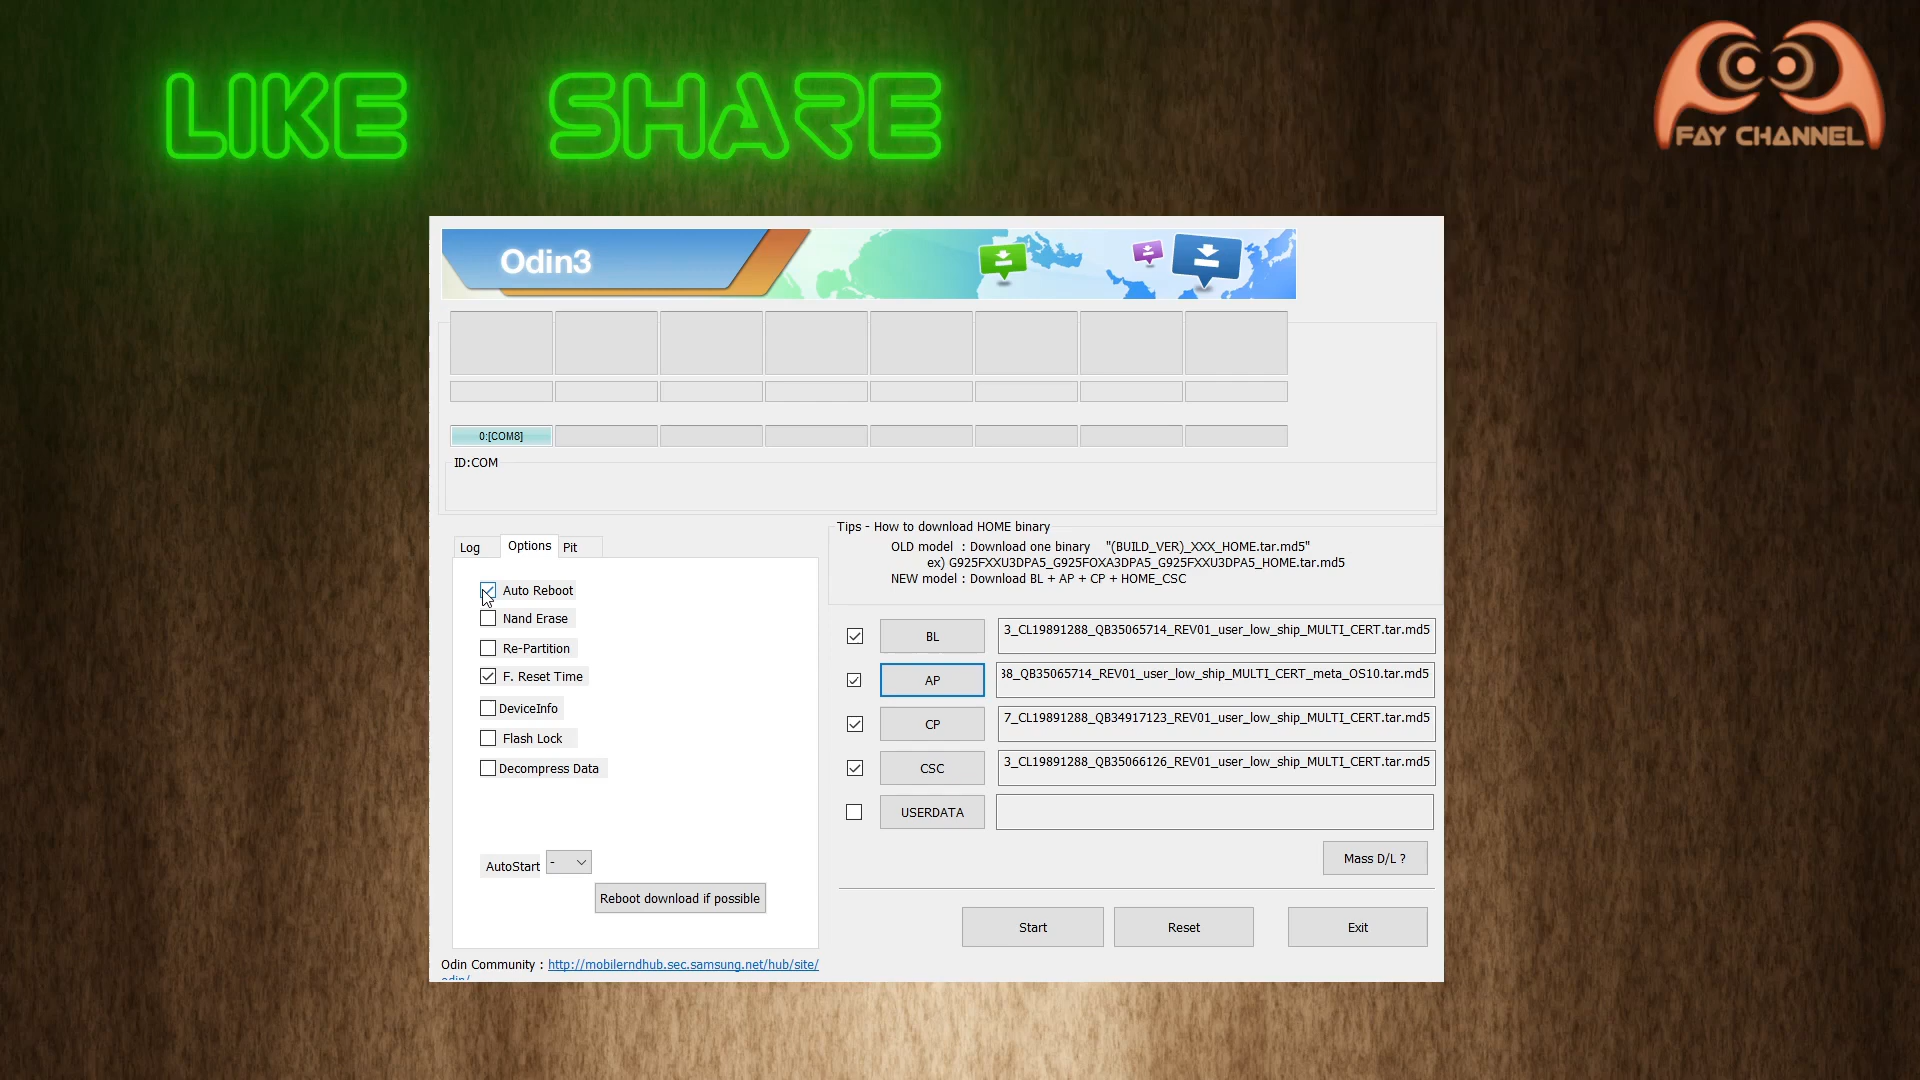 LIKE SHARE
FAY CHANNEL
Odin3
0:[COM8]
ID:COM
Log Options Pit
Auto Reboot
Nand Erase
Re-Partition
F. Reset Time
DeviceInfo
Flash Lock
Decompress Data
AutoStart -
Reboot download if possible
Odin Community : http://mobilerndhub.sec.samsung.net/hub/site/
odin/
Tips - How to download HOME binary
OLD model : Download one binary "(BUILD_VER)_XXX_HOME.tar.md5"
ex) G925FXXU3DPA5_G925FOXA3DPA5_G925FXXU3DPA5_HOME.tar.md5
NEW model : Download BL + AP + CP + HOME_CSC
BL 3_CL19891288_QB35065714_REV01_user_low_ship_MULTI_CERT.tar.md5
AP 38_QB35065714_REV01_user_low_ship_MULTI_CERT_meta_OS10.tar.md5
CP 7_CL19891288_QB34917123_REV01_user_low_ship_MULTI_CERT.tar.md5
CSC 3_CL19891288_QB35066126_REV01_user_low_ship_MULTI_CERT.tar.md5
USERDATA
Mass D/L ?
Start Reset Exit